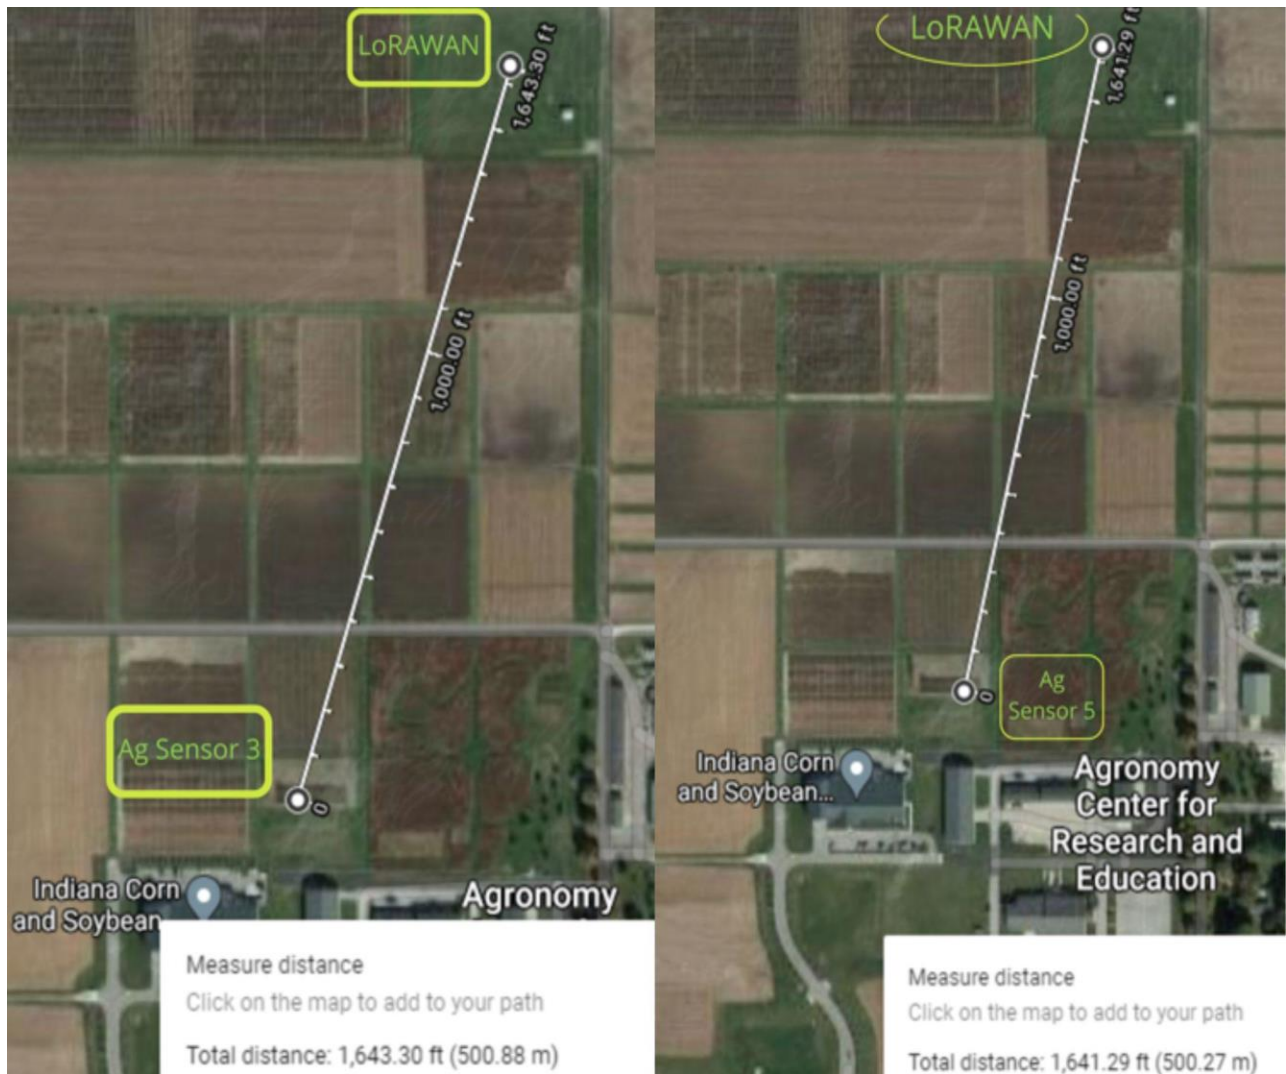 LoRAWAN
1,643.30 ft
1,000.00 ft
Ag Sensor 3
0
Indiana Corn
and Soybean
Agronomy
Measure distance
Click on the map to add to your path
Total distance: 1,643.30 ft (500.88 m)
LoRAWAN
1,641.29 ft
1,000.00 ft
Ag
Sensor 5
0
Indiana Corn
and Soybean...
Agronomy
Center for
Research and
Education
Measure distance
Click on the map to add to your path
Total distance: 1,641.29 ft (500.27 m)